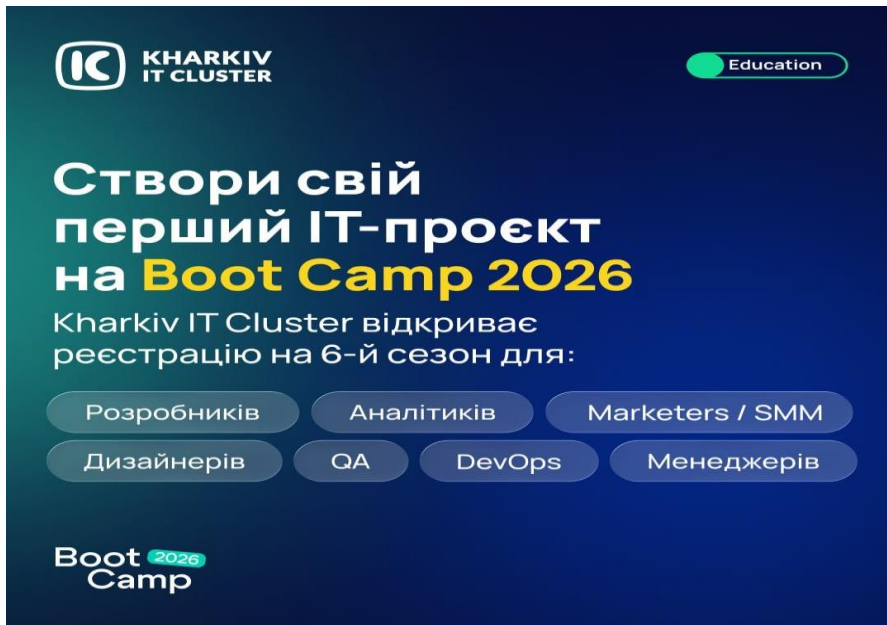 KHARKIV
IT CLUSTER
Education
Створи свій
перший ІТ-проєкт
на Boot Camp 2026
Kharkiv IT Cluster відкриває
реєстрацію на 6-й сезон для:
Розробників Аналітиків Marketers / SMM
Дизайнерів QA DevOps Менеджерів
Boot 2026
Camp